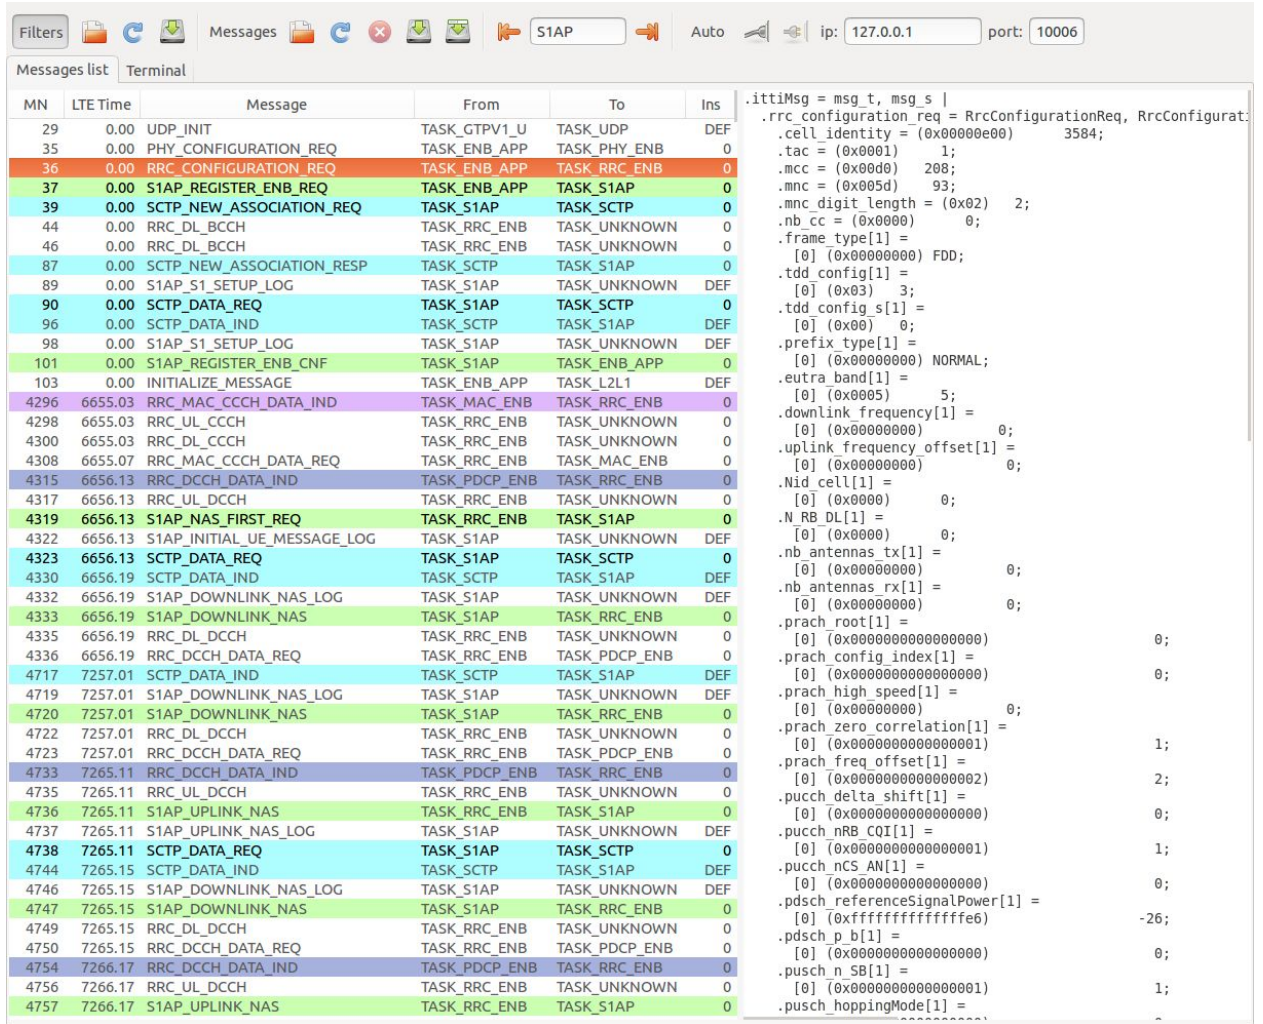 Filters Messages S1AP Auto ip: 127.0.0.1 port: 10006
Messages list Terminal
MN LTE Time Message From To Ins
29 0.00 UDP_INIT TASK_GTPV1_U TASK_UDP DEF
35 0.00 PHY_CONFIGURATION_REQ TASK_ENB_APP TASK_PHY_ENB 0
36 0.00 RRC_CONFIGURATION_REQ TASK_ENB_APP TASK_RRC_ENB 0
37 0.00 S1AP_REGISTER_ENB_REQ TASK_ENB_APP TASK_S1AP 0
39 0.00 SCTP_NEW_ASSOCIATION_REQ TASK_S1AP TASK_SCTP 0
44 0.00 RRC_DL_BCCH TASK_RRC_ENB TASK_UNKNOWN 0
46 0.00 RRC_DL_BCCH TASK_RRC_ENB TASK_UNKNOWN 0
87 0.00 SCTP_NEW_ASSOCIATION_RESP TASK_SCTP TASK_S1AP 0
89 0.00 S1AP_S1_SETUP_LOG TASK_S1AP TASK_UNKNOWN DEF
90 0.00 SCTP_DATA_REQ TASK_S1AP TASK_SCTP 0
96 0.00 SCTP_DATA_IND TASK_SCTP TASK_S1AP DEF
98 0.00 S1AP_S1_SETUP_LOG TASK_S1AP TASK_UNKNOWN DEF
101 0.00 S1AP_REGISTER_ENB_CNF TASK_S1AP TASK_ENB_APP 0
103 0.00 INITIALIZE_MESSAGE TASK_ENB_APP TASK_L2L1 DEF
4296 6655.03 RRC_MAC_CCCH_DATA_IND TASK_MAC_ENB TASK_RRC_ENB 0
4298 6655.03 RRC_UL_CCCH TASK_RRC_ENB TASK_UNKNOWN 0
4300 6655.03 RRC_DL_CCCH TASK_RRC_ENB TASK_UNKNOWN 0
4308 6655.07 RRC_MAC_CCCH_DATA_REQ TASK_RRC_ENB TASK_MAC_ENB 0
4315 6656.13 RRC_DCCH_DATA_IND TASK_PDCP_ENB TASK_RRC_ENB 0
4317 6656.13 RRC_UL_DCCH TASK_RRC_ENB TASK_UNKNOWN 0
4319 6656.13 S1AP_NAS_FIRST_REQ TASK_RRC_ENB TASK_S1AP 0
4322 6656.13 S1AP_INITIAL_UE_MESSAGE_LOG TASK_S1AP TASK_UNKNOWN DEF
4323 6656.13 SCTP_DATA_REQ TASK_S1AP TASK_SCTP 0
4330 6656.19 SCTP_DATA_IND TASK_SCTP TASK_S1AP DEF
4332 6656.19 S1AP_DOWNLINK_NAS_LOG TASK_S1AP TASK_UNKNOWN DEF
4333 6656.19 S1AP_DOWNLINK_NAS TASK_S1AP TASK_RRC_ENB 0
4335 6656.19 RRC_DL_DCCH TASK_RRC_ENB TASK_UNKNOWN 0
4336 6656.19 RRC_DCCH_DATA_REQ TASK_RRC_ENB TASK_PDCP_ENB 0
4717 7257.01 SCTP_DATA_IND TASK_SCTP TASK_S1AP DEF
4719 7257.01 S1AP_DOWNLINK_NAS_LOG TASK_S1AP TASK_UNKNOWN DEF
4720 7257.01 S1AP_DOWNLINK_NAS TASK_S1AP TASK_RRC_ENB 0
4722 7257.01 RRC_DL_DCCH TASK_RRC_ENB TASK_UNKNOWN 0
4723 7257.01 RRC_DCCH_DATA_REQ TASK_RRC_ENB TASK_PDCP_ENB 0
4733 7265.11 RRC_DCCH_DATA_IND TASK_PDCP_ENB TASK_RRC_ENB 0
4735 7265.11 RRC_UL_DCCH TASK_RRC_ENB TASK_UNKNOWN 0
4736 7265.11 S1AP_UPLINK_NAS TASK_RRC_ENB TASK_S1AP 0
4737 7265.11 S1AP_UPLINK_NAS_LOG TASK_S1AP TASK_UNKNOWN DEF
4738 7265.11 SCTP_DATA_REQ TASK_S1AP TASK_SCTP 0
4744 7265.15 SCTP_DATA_IND TASK_SCTP TASK_S1AP DEF
4746 7265.15 S1AP_DOWNLINK_NAS_LOG TASK_S1AP TASK_UNKNOWN DEF
4747 7265.15 S1AP_DOWNLINK_NAS TASK_S1AP TASK_RRC_ENB 0
4749 7265.15 RRC_DL_DCCH TASK_RRC_ENB TASK_UNKNOWN 0
4750 7265.15 RRC_DCCH_DATA_REQ TASK_RRC_ENB TASK_PDCP_ENB 0
4754 7266.17 RRC_DCCH_DATA_IND TASK_PDCP_ENB TASK_RRC_ENB 0
4756 7266.17 RRC_UL_DCCH TASK_RRC_ENB TASK_UNKNOWN 0
4757 7266.17 S1AP_UPLINK_NAS TASK_RRC_ENB TASK_S1AP 0
.ittiMsg = msg_t, msg_s |
.rrc_configuration_req = RrcConfigurationReq, RrcConfigurati
.cell_identity = (0x00000e00) 3584;
.tac = (0x0001) 1;
.mcc = (0x00d0) 208;
.mnc = (0x005d) 93;
.mnc_digit_length = (0x02) 2;
.nb_cc = (0x0000) 0;
.frame_type[1] =
[0] (0x00000000) FDD;
.tdd_config[1] =
[0] (0x03) 3;
.tdd_config_s[1] =
[0] (0x00) 0;
.prefix_type[1] =
[0] (0x00000000) NORMAL;
.eutra_band[1] =
[0] (0x0005) 5;
.downlink_frequency[1] =
[0] (0x00000000) 0;
.uplink_frequency_offset[1] =
[0] (0x00000000) 0;
.Nid_cell[1] =
[0] (0x0000) 0;
.N_RB_DL[1] =
[0] (0x0000) 0;
.nb_antennas_tx[1] =
[0] (0x00000000) 0;
.nb_antennas_rx[1] =
[0] (0x00000000) 0;
.prach_root[1] =
[0] (0x0000000000000000) 0;
.prach_config_index[1] =
[0] (0x0000000000000000) 0;
.prach_high_speed[1] =
[0] (0x00000000) 0;
.prach_zero_correlation[1] =
[0] (0x0000000000000001) 1;
.prach_freq_offset[1] =
[0] (0x0000000000000002) 2;
.pucch_delta_shift[1] =
[0] (0x0000000000000000) 0;
.pucch_nRB_CQI[1] =
[0] (0x0000000000000001) 1;
.pucch_nCS_AN[1] =
[0] (0x0000000000000000) 0;
.pdsch_referenceSignalPower[1] =
[0] (0xffffffffffffffe6) -26;
.pdsch_p_b[1] =
[0] (0x0000000000000000) 0;
.pusch_n_SB[1] =
[0] (0x0000000000000001) 1;
.pusch_hoppingMode[1] =